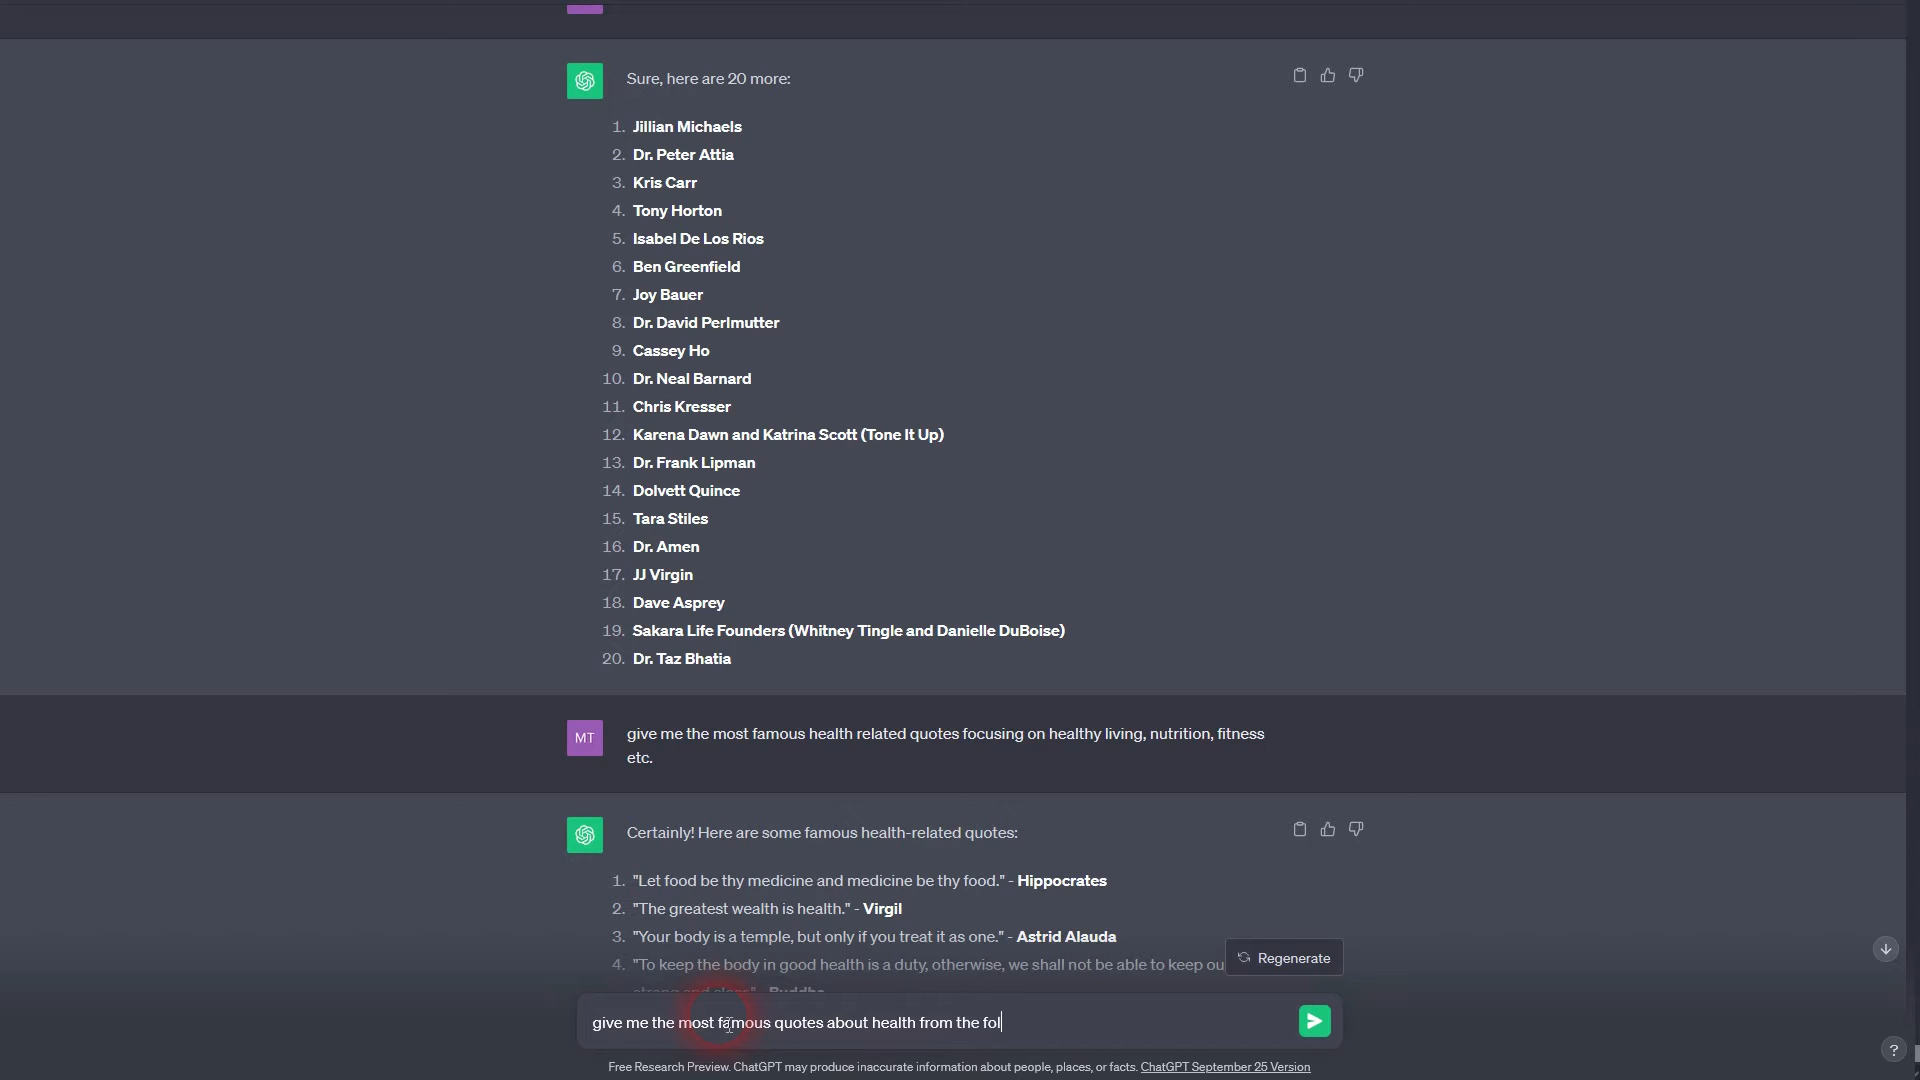 Sure, here are 20 more:
1. Jillian Michaels
2. Dr. Peter Attia
3. Kris Carr
4. Tony Horton
5. Isabel De Los Rios
6. Ben Greenfield
7. Joy Bauer
8. Dr. David Perlmutter
9. Cassey Ho
10. Dr. Neal Barnard
11. Chris Kresser
12. Karena Dawn and Katrina Scott (Tone It Up)
13. Dr. Frank Lipman
14. Dolvett Quince
15. Tara Stiles
16. Dr. Amen
17. JJ Virgin
18. Dave Asprey
19. Sakara Life Founders (Whitney Tingle and Danielle DuBoise)
20. Dr. Taz Bhatia
MT
give me the most famous health related quotes focusing on healthy living, nutrition, fitness
etc.
Certainly! Here are some famous health-related quotes:
1. "Let food be thy medicine and medicine be thy food." - Hippocrates
2. "The greatest wealth is health." - Virgil
3. "Your body is a temple, but only if you treat it as one." - Astrid Alauda
4. "To keep the body in good health is a duty, otherwise, we shall not be able to keep ou
strong and clear." - Buddha
Regenerate
give me the most famous quotes about health from the fol
?
Free Research Preview. ChatGPT may produce inaccurate information about people, places, or facts. ChatGPT September 25 Version